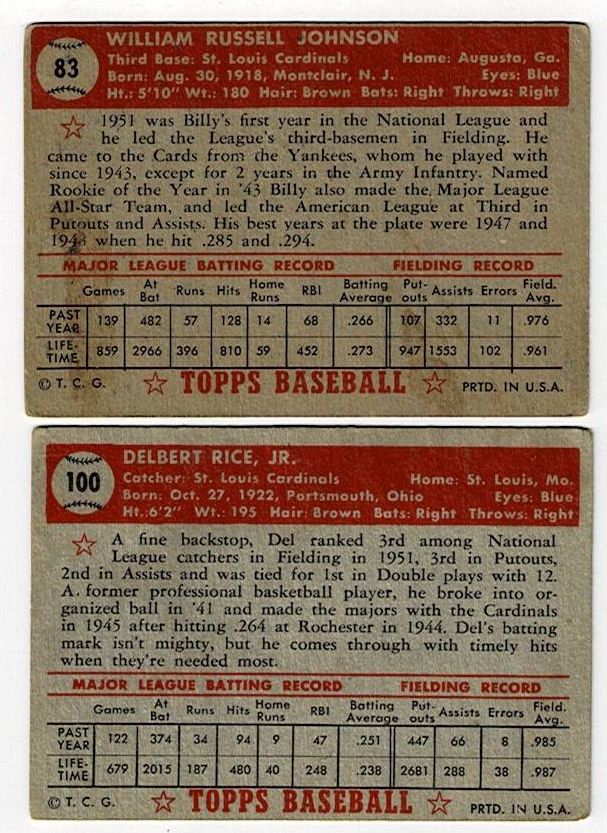 83
WILLIAM RUSSELL JOHNSON
Third Base: St. Louis Cardinals Home: Augusta, Ga.
Born: Aug. 30, 1918, Montclair, N. J. Eyes: Blue
Ht.: 5'10" Wt.: 180 Hair: Brown Bats: Right Throws: Right
1951 was Billy's first year in the National League and
he led the League's third-basemen in Fielding. He
came to the Cards from the Yankees, whom he played with
since 1943, except for 2 years in the Army Infantry. Named
Rookie of the Year in '43 Billy also made the Major League
All-Star Team, and led the American League at Third in
Putouts and Assists. His best years at the plate were 1947 and
1948 when he hit .285 and .294.
MAJOR LEAGUE BATTING RECORD FIELDING RECORD
Games At Bat Runs Hits Home Runs RBI Batting Average Put-outs Assists Errors Field. Avg.
PAST YEAR 139 482 57 128 14 68 .266 107 332 11 .976
LIFE-TIME 859 2966 396 810 59 452 .273 947 1553 102 .961
© T. C. G. TOPPS BASEBALL PRTD. IN U.S.A.
100
DELBERT RICE, JR.
Catcher: St. Louis Cardinals Home: St. Louis, Mo.
Born: Oct. 27, 1922, Portsmouth, Ohio Eyes: Blue
Ht.: 6'2" Wt.: 195 Hair: Brown Bats: Right Throws: Right
A fine backstop, Del ranked 3rd among National
League catchers in Fielding in 1951, 3rd in Putouts,
2nd in Assists and was tied for 1st in Double plays with 12.
A former professional basketball player, he broke into or-
ganized ball in '41 and made the majors with the Cardinals
in 1945 after hitting .264 at Rochester in 1944. Del's batting
mark isn't mighty, but he comes through with timely hits
when they're needed most.
MAJOR LEAGUE BATTING RECORD FIELDING RECORD
Games At Bat Runs Hits Home Runs RBI Batting Average Put-outs Assists Errors Field. Avg.
PAST YEAR 122 374 34 94 9 47 .251 447 66 8 .985
LIFE-TIME 679 2015 187 480 40 248 .238 2681 288 38 .987
© T. C. G. TOPPS BASEBALL PRTD. IN U.S.A.